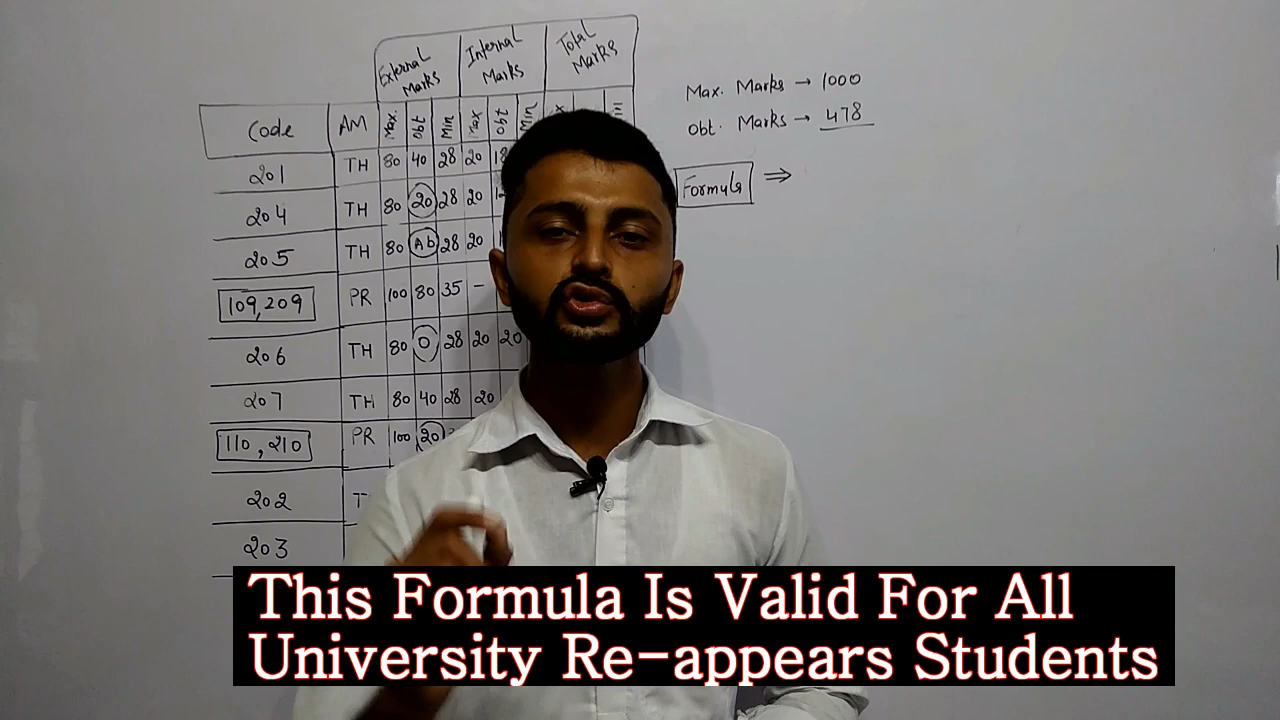 External Marks Internal Marks Total Marks
Code AM Max. Obt Min Max Obt Min
201 TH 80 40 28 20 18
204 TH 80 20 28 20
205 TH 80 Ab 28 20
109,209 PR 100 80 35 -
206 TH 80 0 28 20 20
207 TH 80 40 28 20
110,210 PR 100 20
202
203
Max. Marks → 1000
Obt. Marks → 478
Formula ⇒
This Formula Is Valid For All
University Re-appears Students